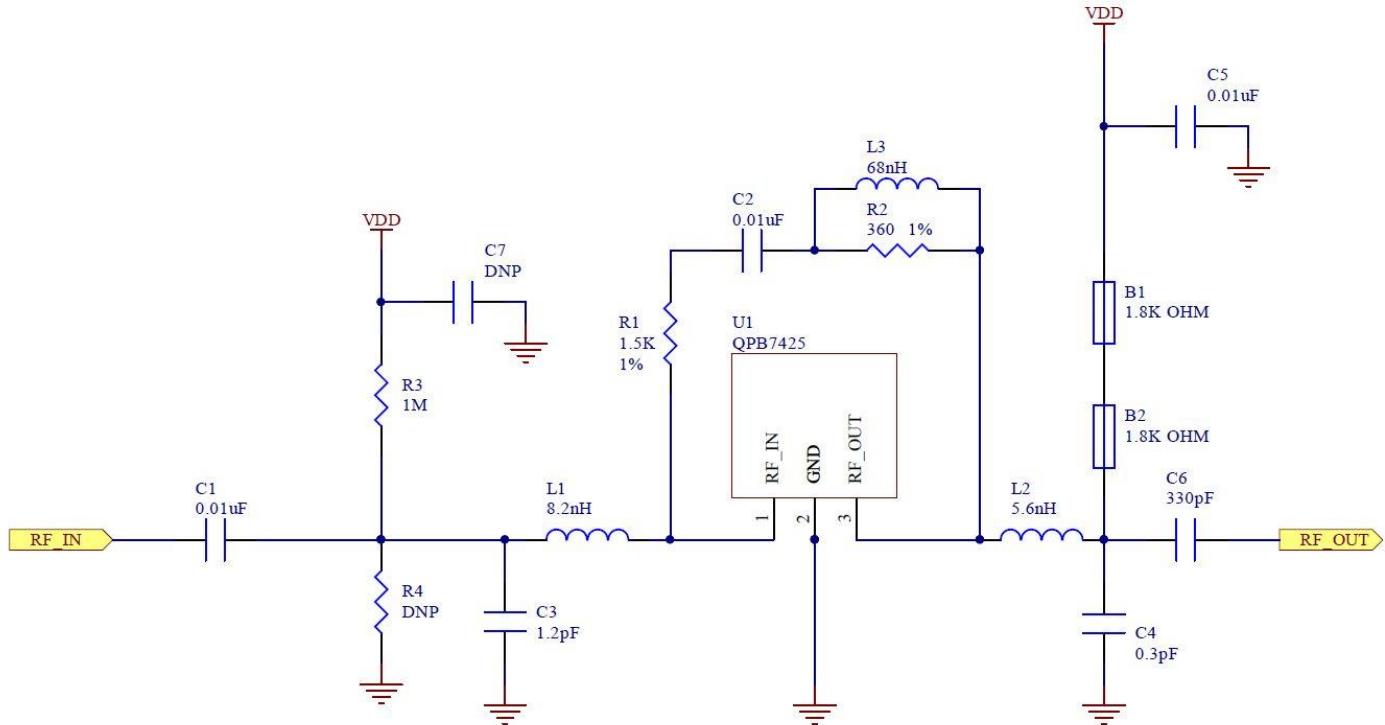 VDD
C5
0.01uF
L3
68nH
C2
0.01uF
R2
360 1%
VDD
C7
DNP
B1
1.8K OHM
R1
1.5K
1%
U1
QPB7425
R3
1M
B2
1.8K OHM
RF_IN
GND
RF_OUT
C1
0.01uF
L1
8.2nH
L2
5.6nH
C6
330pF
1
2
3
RF_IN
RF_OUT
R4
DNP
C3
1.2pF
C4
0.3pF